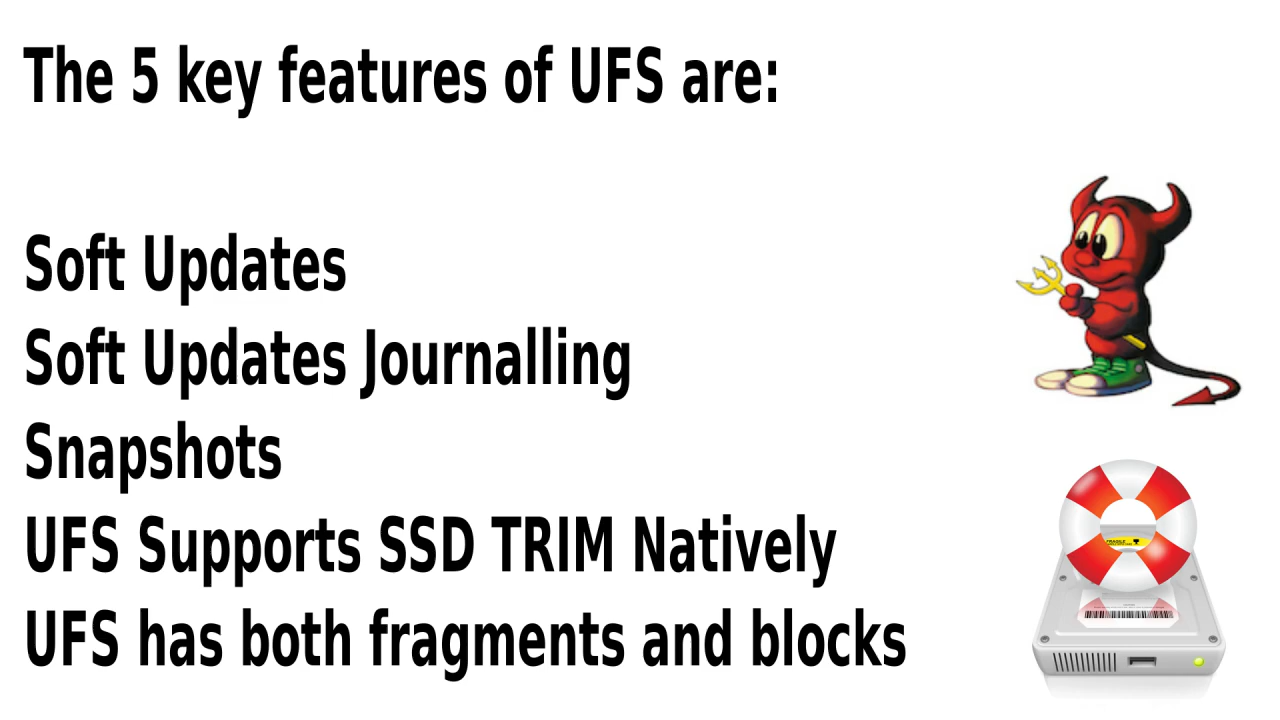 The 5 key features of UFS are:
Soft Updates
Soft Updates Journalling
Snapshots
UFS Supports SSD TRIM Natively
UFS has both fragments and blocks
FRAGILE